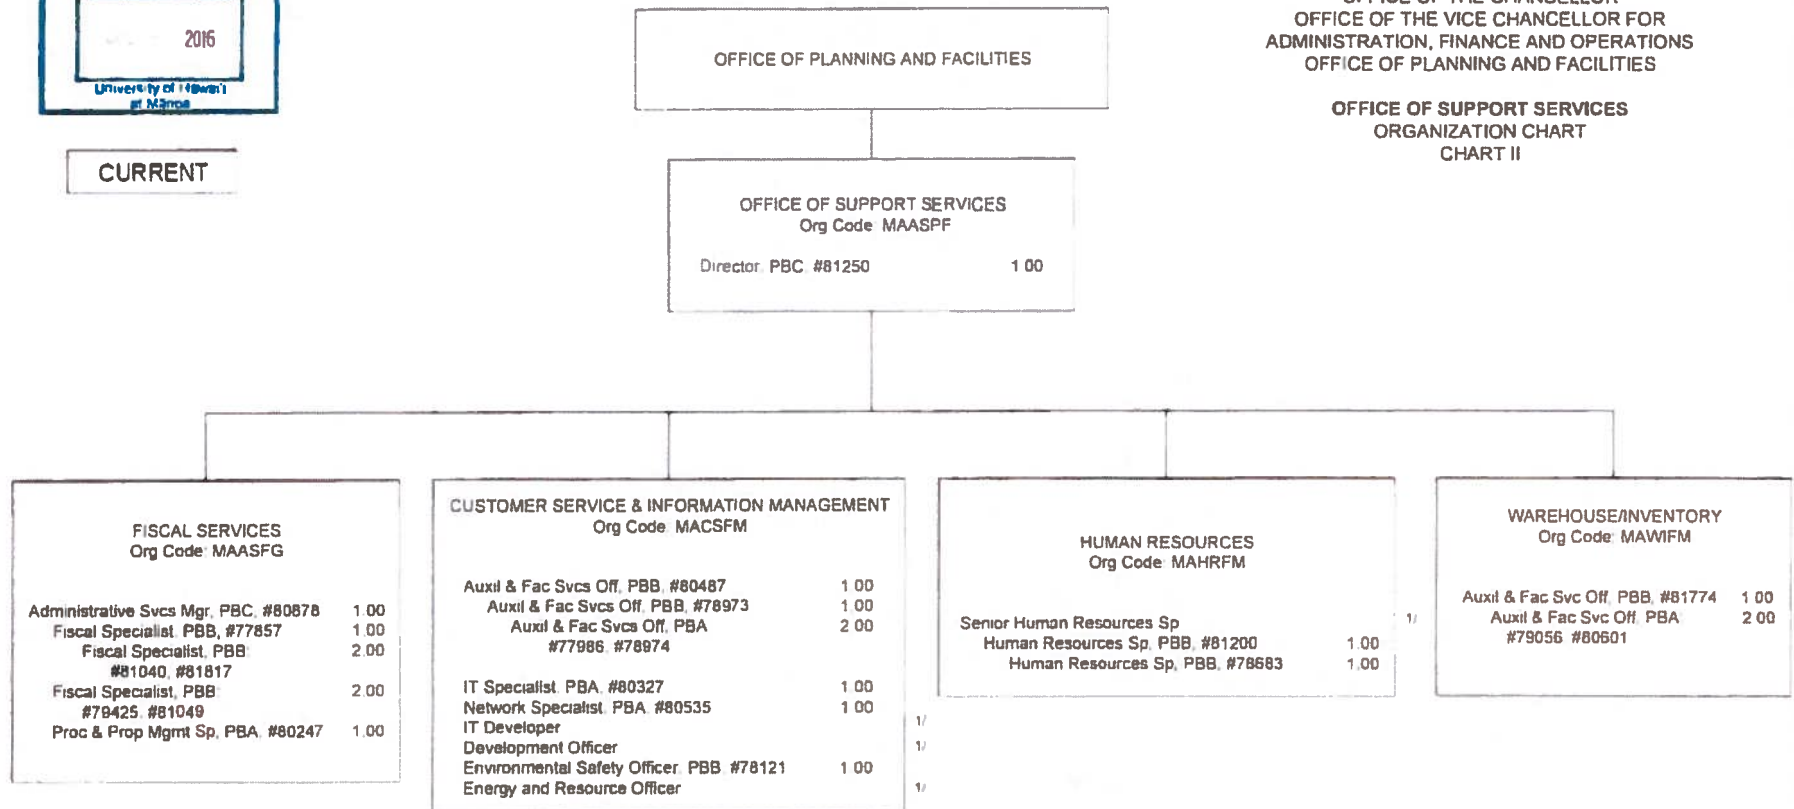 2016
University of Hawai'i
at Mānoa
CURRENT
OFFICE OF THE CHANCELLOR
OFFICE OF THE VICE CHANCELLOR FOR
ADMINISTRATION, FINANCE AND OPERATIONS
OFFICE OF PLANNING AND FACILITIES
OFFICE OF SUPPORT SERVICES
ORGANIZATION CHART
CHART II
OFFICE OF PLANNING AND FACILITIES
OFFICE OF SUPPORT SERVICES
Org Code: MAASPF
Director, PBC, #81250 1.00
FISCAL SERVICES
Org Code: MAASFG
Administrative Svcs Mgr, PBC, #80878 1.00
Fiscal Specialist, PBB, #77857 1.00
Fiscal Specialist, PBB: 2.00
#81040, #81817
Fiscal Specialist, PBB: 2.00
#79425, #81049
Proc & Prop Mgmt Sp, PBA, #80247 1.00
CUSTOMER SERVICE & INFORMATION MANAGEMENT
Org Code: MACSFM
Auxil & Fac Svcs Off, PBB, #80487 1.00
Auxil & Fac Svcs Off, PBB, #78973 1.00
Auxil & Fac Svcs Off, PBA 2.00
#77986, #78974
IT Specialist, PBA, #80327 1.00
Network Specialist, PBA, #80535 1.00
IT Developer 1/
Development Officer 1/
Environmental Safety Officer, PBB, #78121 1.00
Energy and Resource Officer 1/
HUMAN RESOURCES
Org Code: MAHRFM
Senior Human Resources Sp 1/
Human Resources Sp, PBB, #81200 1.00
Human Resources Sp, PBB, #78683 1.00
WAREHOUSE/INVENTORY
Org Code: MAWIFM
Auxil & Fac Svc Off, PBB, #81774 1.00
Auxil & Fac Svc Off, PBA: 2.00
#79056 #80601